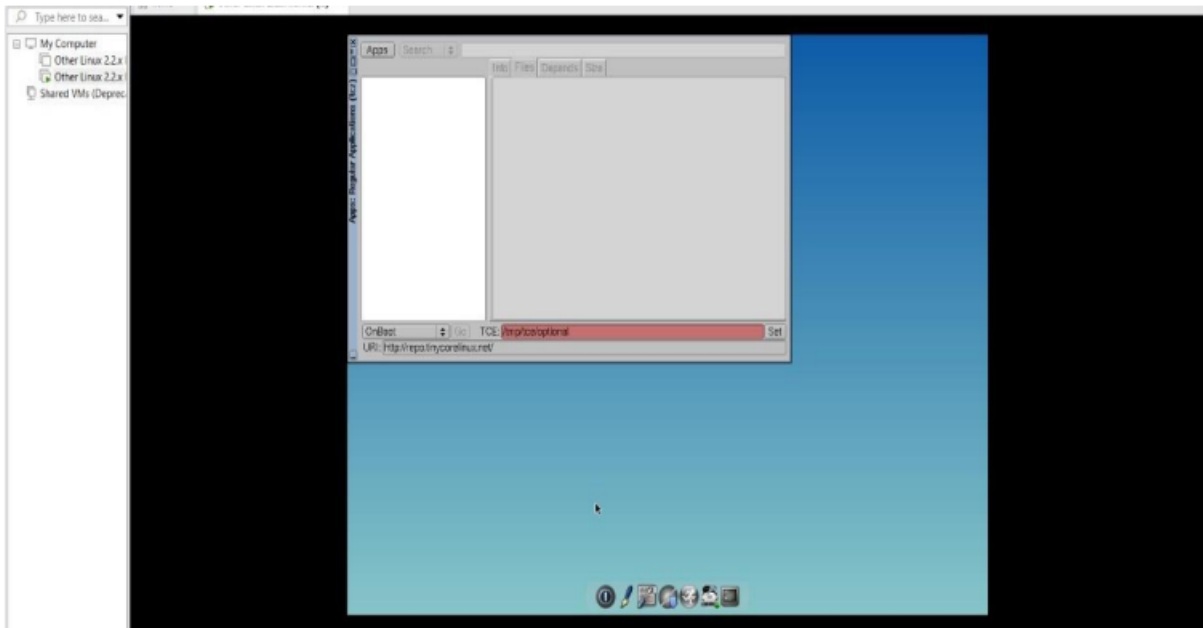 Type here to sea...
My Computer
Other Linux 2.2.x
Other Linux 2.2.x
Shared VMs (Deprec
Apps: Regular Applications (tcz)
Apps Search
Info Files Depends Size
OnBoot Go TCE: /tmp/tce/optional Set
URI: http://repo.tinycorelinux.net/